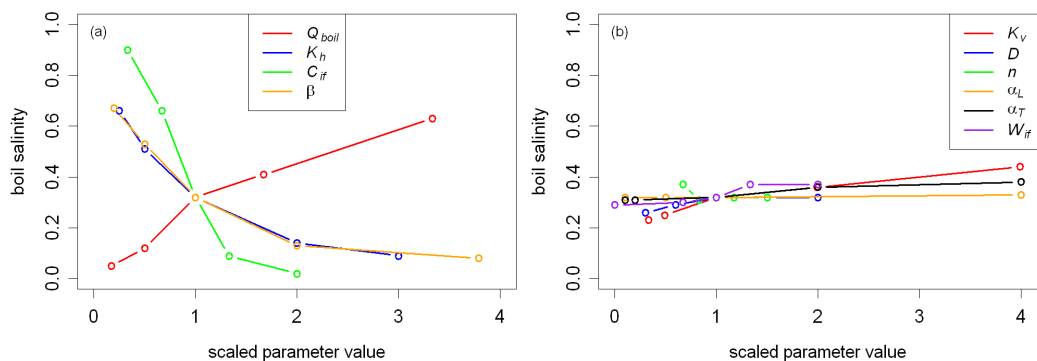 (a)
Q boil
K h
C if
β
1.0
0.8
0.6
0.4
0.2
0.0
boil salinity
0 1 2 3 4
scaled parameter value
(b)
K v
D
n
α L
α T
W if
1.0
0.8
0.6
0.4
0.2
0.0
boil salinity
0 1 2 3 4
scaled parameter value